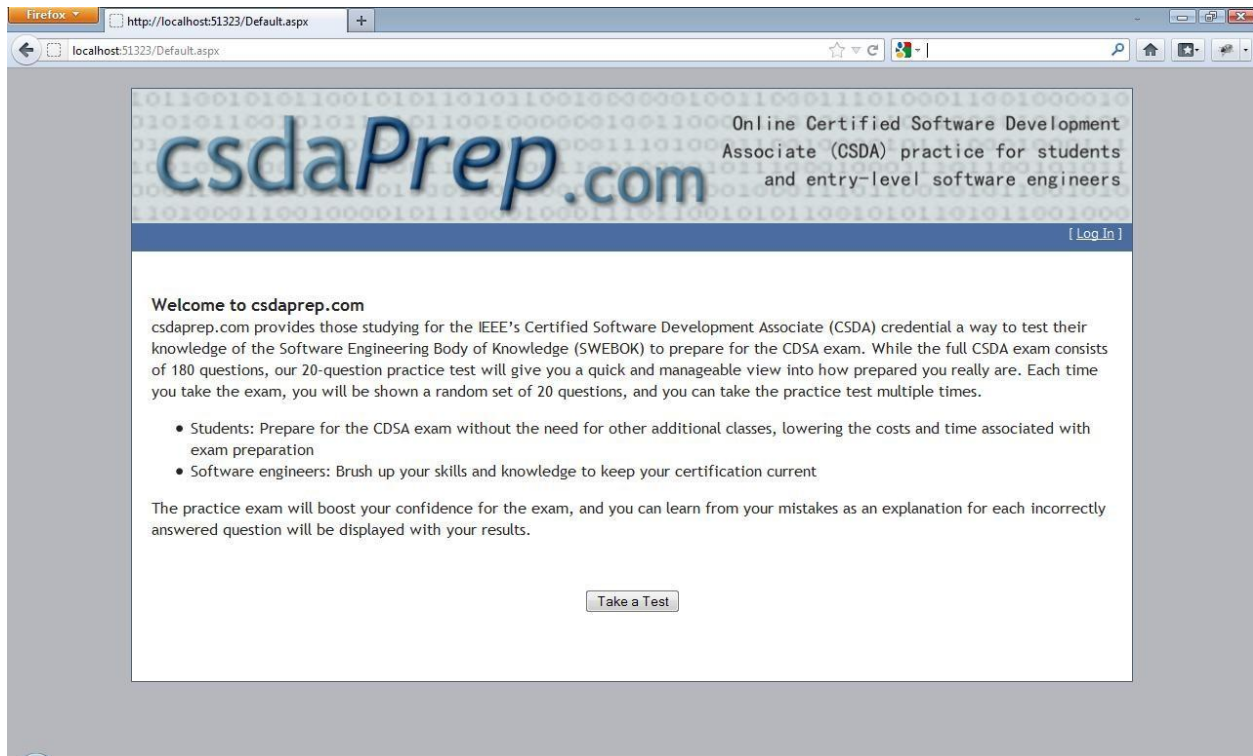 Firefox
http://localhost:51323/Default.aspx
localhost:51323/Default.aspx
csdaPrep.com
Online Certified Software Development
Associate (CSDA) practice for students
and entry-level software engineers
[ Log In ]
Welcome to csdaprep.com
csdaprep.com provides those studying for the IEEE's Certified Software Development Associate (CSDA) credential a way to test their
knowledge of the Software Engineering Body of Knowledge (SWEBOK) to prepare for the CDSA exam. While the full CSDA exam consists
of 180 questions, our 20-question practice test will give you a quick and manageable view into how prepared you really are. Each time
you take the exam, you will be shown a random set of 20 questions, and you can take the practice test multiple times.
• Students: Prepare for the CDSA exam without the need for other additional classes, lowering the costs and time associated with
exam preparation
• Software engineers: Brush up your skills and knowledge to keep your certification current
The practice exam will boost your confidence for the exam, and you can learn from your mistakes as an explanation for each incorrectly
answered question will be displayed with your results.
Take a Test